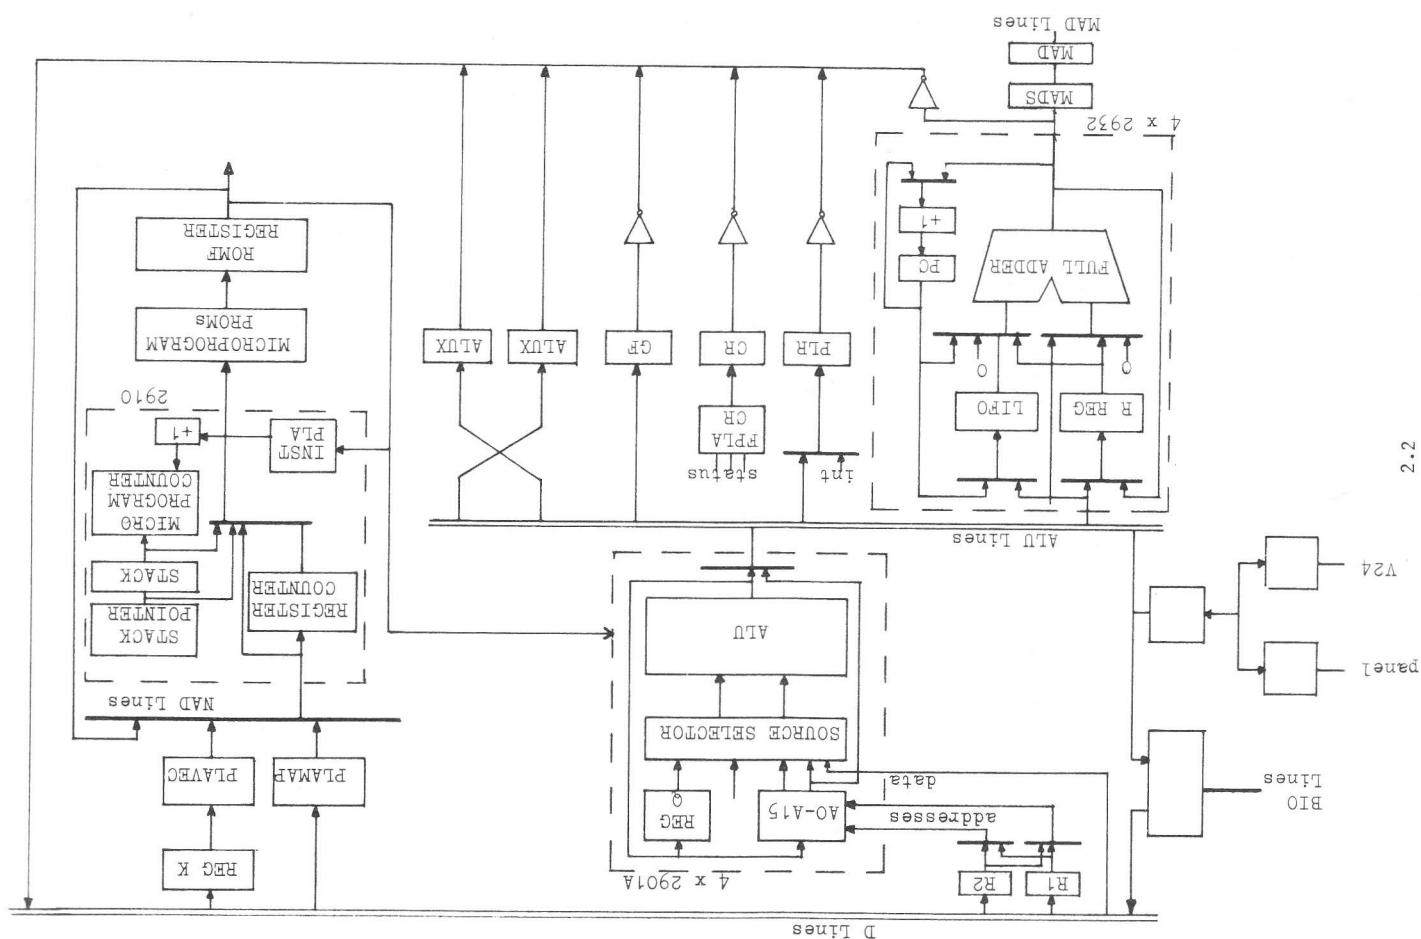 D Lines
R1
R2
4 x 2901A
REG K
BIO
Lines
addresses
A0-A15
REG
Q
PLAMAP
PLAVEC
data
SOURCE SELECTOR
NAD Lines
panel
ALU
REGISTER
COUNTER
STACK
POINTER
STACK
V24
ALU Lines
MICRO
PROGRAM
COUNTER
int
status
INST
PLA
+1
2910
R REG
LIFO
FPLA
CR
0
0
PLR
CR
GF
ALUX
ALUX
MICROPROGRAM
PROMs
FULL ADDER
PC
+1
ROMF
REGISTER
4 x 2932
MADS
MAD
MAD Lines
2.2